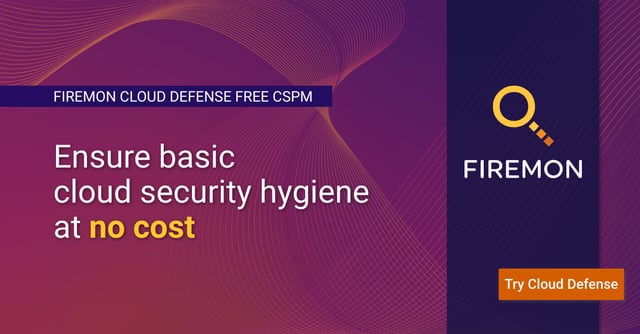 FIREMON CLOUD DEFENSE FREE CSPM
Ensure basic
cloud security hygiene
at no cost
FIREMON
Try Cloud Defense